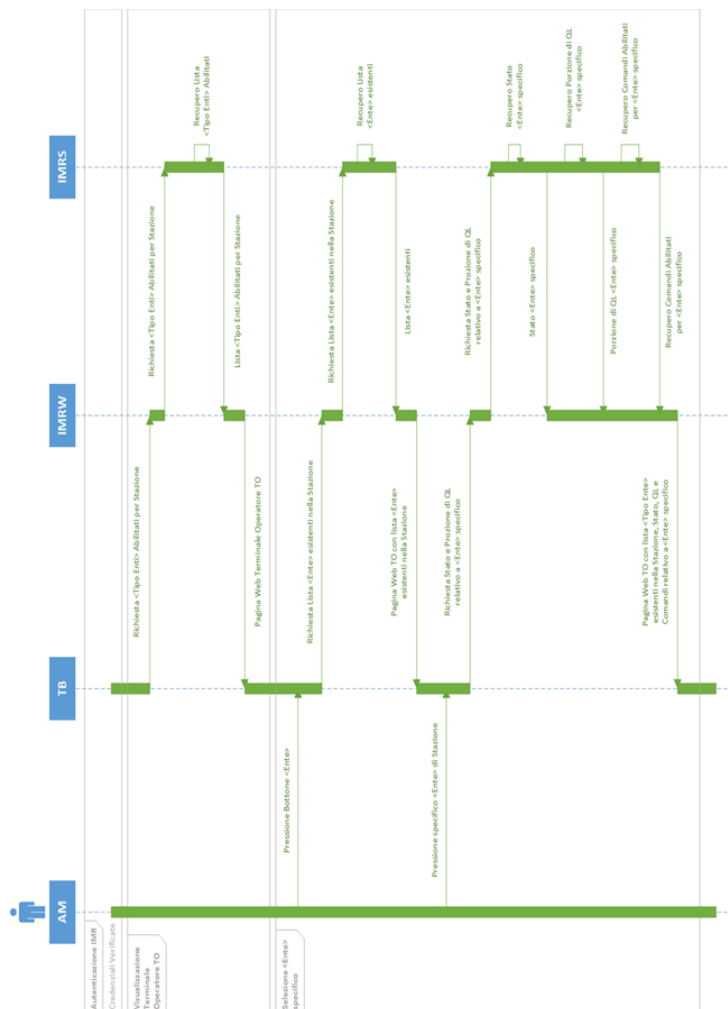 AM
TB
IMRW
IMRS
Autenticazione IMR
Credenziali Verificate
Visualizzazione
Terminale
Operatore TO
Richiesta <Tipo Enti> Abilitati per Stazione
Richiesta <Tipo Enti> Abilitati per Stazione
Recupero Lista
<Tipo Enti> Abilitati
Lista <Tipo Enti> Abilitati per Stazione
Pagina Web Terminale Operatore TO
Selezione <Ente>
specifico
Pressione Bottone <Ente>
Richiesta Lista <Ente> esistenti nella Stazione
Richiesta Lista <Ente> esistenti nella Stazione
Recupero Lista
<Ente> esistenti
Lista <Ente> esistenti
Pagina Web TO con lista <Ente>
esistenti nella Stazione
Pressione specifico <Ente> di Stazione
Richiesta Stato e Prozione di QL
relativo a <Ente> specifico
Richiesta Stato e Prozione di QL
relativo a <Ente> specifico
Recupero Stato
<Ente> specifico
Stato <Ente> specifico
Recupero Porzione di QL
<Ente> specifico
Porzione di QL <Ente> specifico
Recupero Comandi Abilitati
per <Ente> specifico
Recupero Comandi Abilitati
per <Ente> specifico
Pagina Web TO con lista <Tipo Ente>
esistenti nella Stazione, Stato, QL e
Comandi relativo a <Ente> specifico